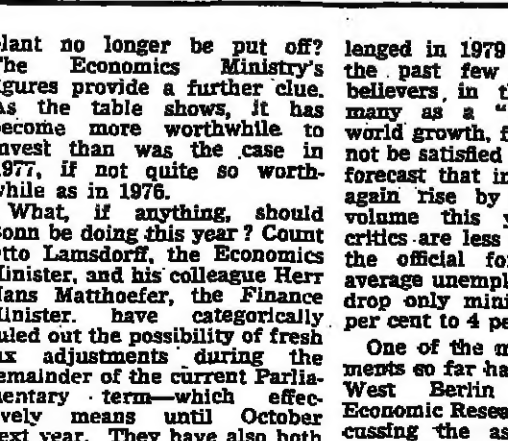 lant no longer be put off?
The Economics Ministry's
igures provide a further clue.
As the table shows, it has
become more worthwhile to
invest than was the case in
1977, if not quite so worth-
while as in 1976.
What, if anything, should
Bonn be doing this year? Count
Otto Lamsdorff, the Economics
Minister, and his colleague Herr
Hans Matthoefer, the Finance
Minister. have categorically
ruled out the possibility of fresh
ax adjustments during the
remainder of the current Parlia-
mentary term—which effec-
ively means until October
next year. They have also both
lenged in 1979
the past few
believers, in t
many as a "
world growth, f
not be satisfied
forecast that in
again rise by
volume this y
critics are less
the official fo
average unempl
drop only mini
per cent to 4 pe
One of the m
ments so far ha
West Berlin
Economic Resea
cussing the as